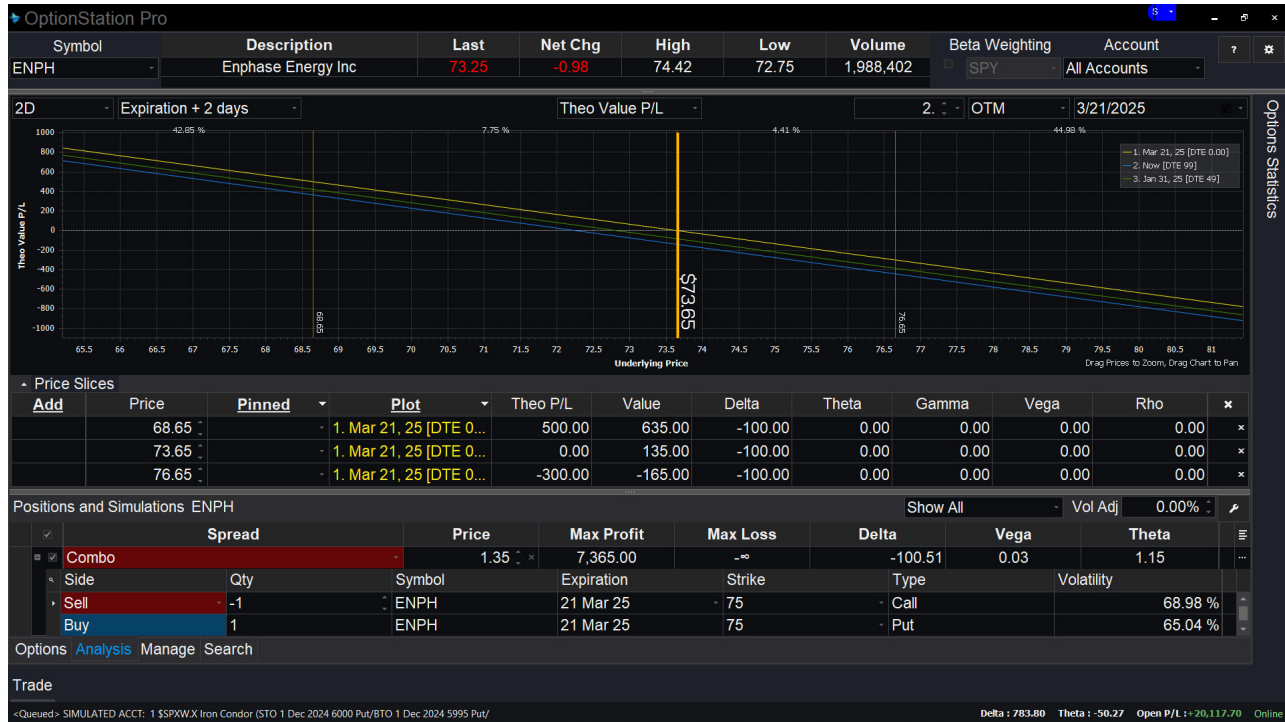 OptionStation Pro
S
Symbol Description Last Net Chg High Low Volume Beta Weighting Account ?
ENPH Enphase Energy Inc 73.25 -0.98 74.42 72.75 1,988,402 SPY All Accounts
2D Expiration + 2 days Theo Value P/L 2. OTM 3/21/2025
Options Statistics
42.85 % 7.75 % 4.41 % 44.98 %
1000
800
600
400
200
0
-200
-400
-600
-800
-1000
Theo Value P/L
1. Mar 21, 25 [DTE 0.00]
2. Now [DTE 99]
3. Jan 31, 25 [DTE 49]
68.65
$73.65
76.65
65.5 66 66.5 67 67.5 68 68.5 69 69.5 70 70.5 71 71.5 72 72.5 73 73.5 74 74.5 75 75.5 76 76.5 77 77.5 78 78.5 79 79.5 80 80.5 81
Underlying Price
Drag Prices to Zoom, Drag Chart to Pan
Price Slices
Add Price Pinned Plot Theo P/L Value Delta Theta Gamma Vega Rho
68.65 1. Mar 21, 25 [DTE 0... 500.00 635.00 -100.00 0.00 0.00 0.00 0.00
73.65 1. Mar 21, 25 [DTE 0... 0.00 135.00 -100.00 0.00 0.00 0.00 0.00
76.65 1. Mar 21, 25 [DTE 0... -300.00 -165.00 -100.00 0.00 0.00 0.00 0.00
Positions and Simulations ENPH Show All Vol Adj 0.00%
Spread Price Max Profit Max Loss Delta Vega Theta
Combo 1.35 7,365.00 -∞ -100.51 0.03 1.15
Side Qty Symbol Expiration Strike Type Volatility
Sell -1 ENPH 21 Mar 25 75 Call 68.98 %
Buy 1 ENPH 21 Mar 25 75 Put 65.04 %
Options Analysis Manage Search
Trade
<Queued> SIMULATED ACCT: 1 $SPXW.X Iron Condor (STO 1 Dec 2024 6000 Put/BTO 1 Dec 2024 5995 Put/ Delta : 783.80 Theta : -50.27 Open P/L :+20,117.70 Online